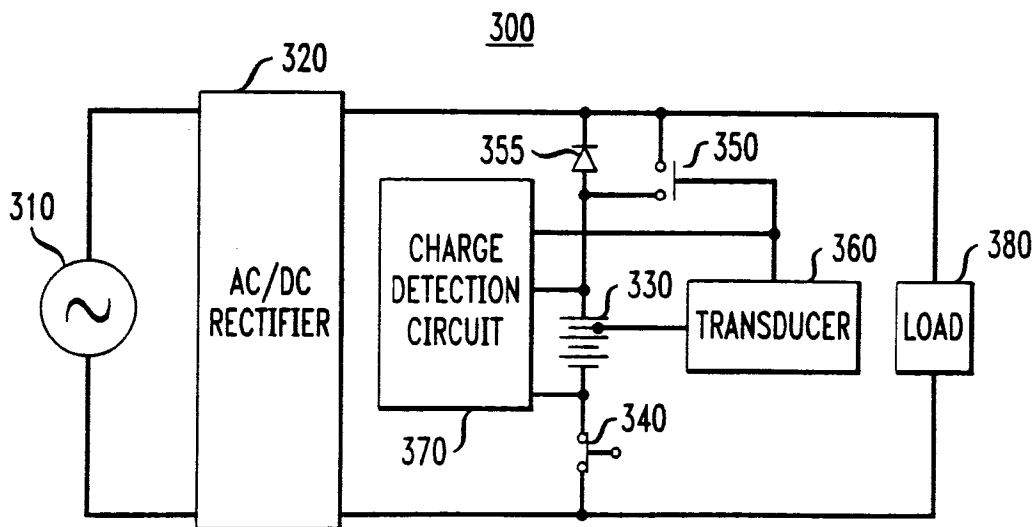 300
320
310
AC/DC
RECTIFIER
355
350
CHARGE
DETECTION
CIRCUIT
370
330
340
360
TRANSDUCER
380
LOAD